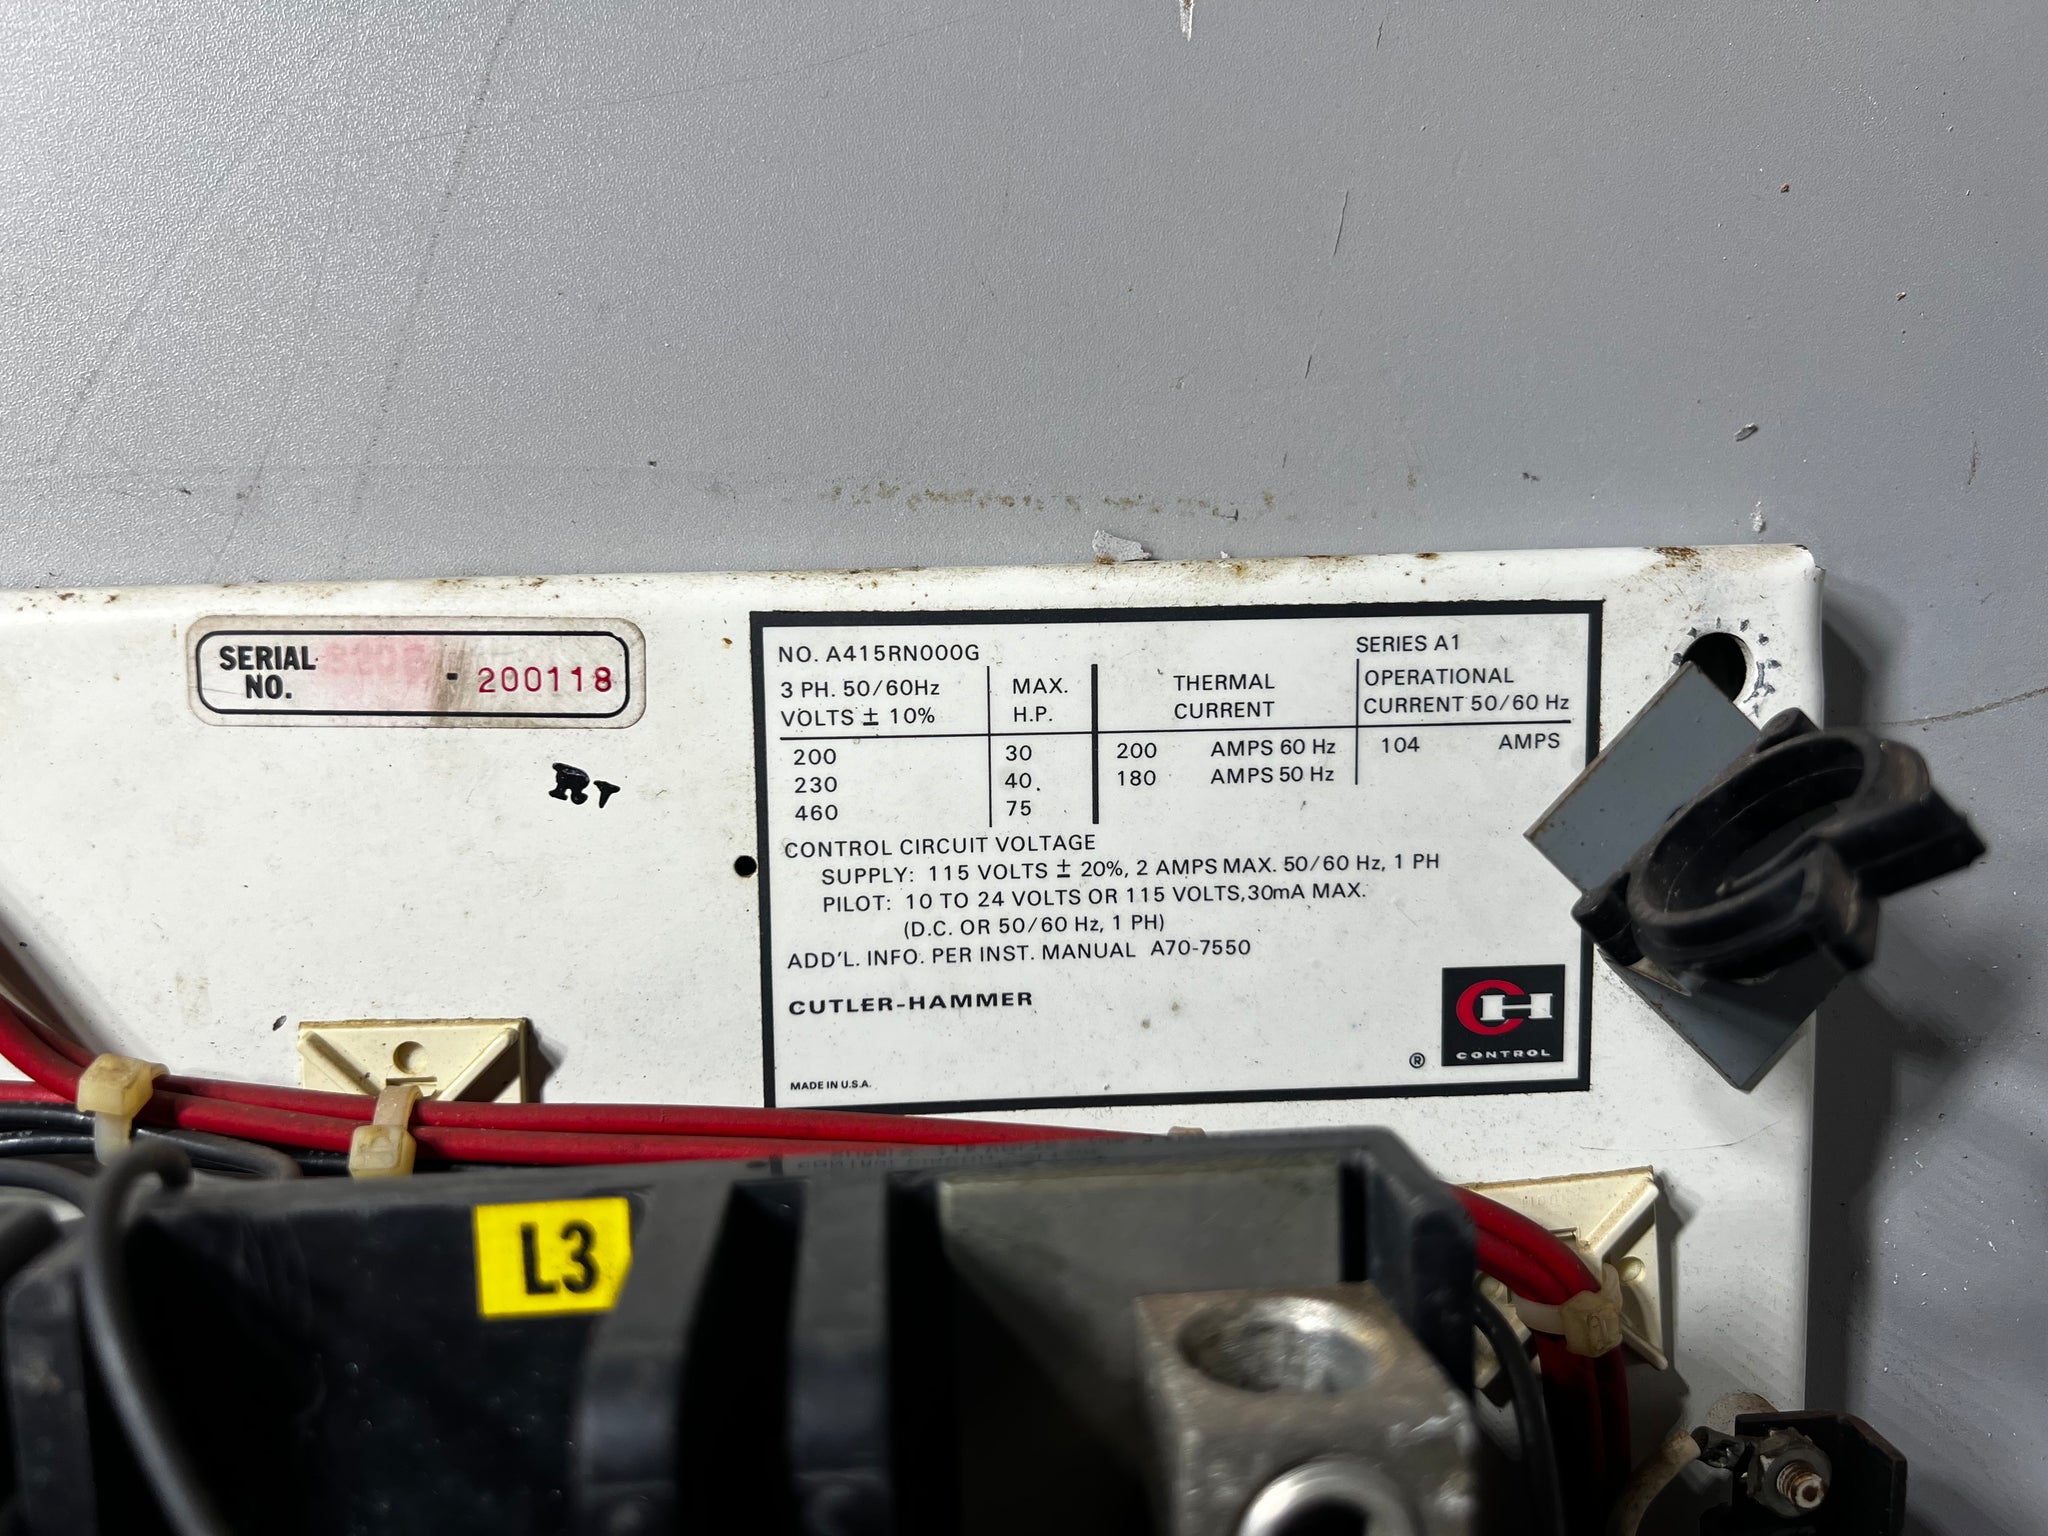 SERIAL
NO.
- 200118
RT
NO. A415RN000G
SERIES A1
3 PH. 50/60Hz
VOLTS ± 10%
MAX.
H.P.
THERMAL
CURRENT
OPERATIONAL
CURRENT 50/60 Hz
200 30 200 AMPS 60 Hz 104 AMPS
230 40. 180 AMPS 50 Hz
460 75
CONTROL CIRCUIT VOLTAGE
SUPPLY: 115 VOLTS ± 20%, 2 AMPS MAX. 50/60 Hz, 1 PH
PILOT: 10 TO 24 VOLTS OR 115 VOLTS,30mA MAX.
(D.C. OR 50/60 Hz, 1 PH)
ADD'L. INFO. PER INST. MANUAL A70-7550
CUTLER-HAMMER
CH
® CONTROL
MADE IN U.S.A.
L3